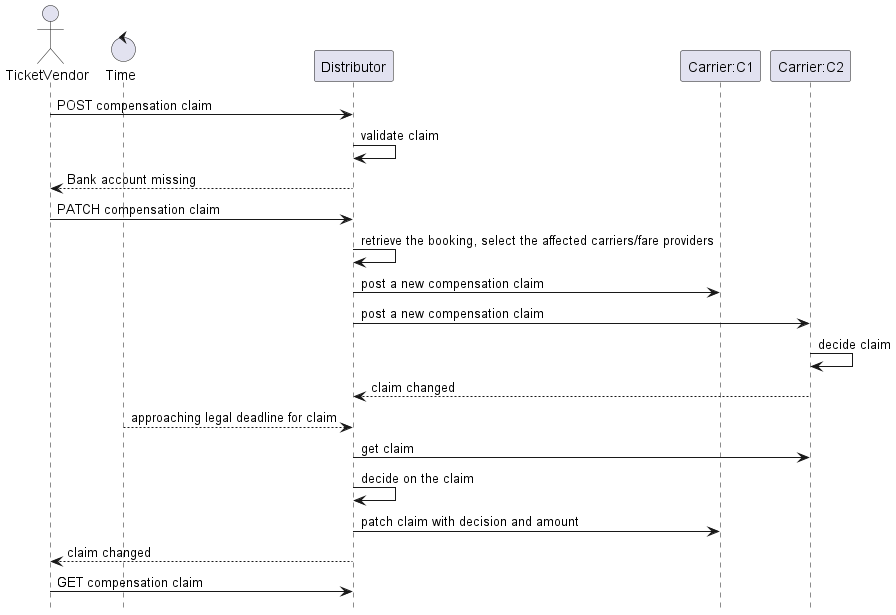 TicketVendor
Time
Distributor
Carrier:C1
Carrier:C2
POST compensation claim
validate claim
Bank account missing
PATCH compensation claim
retrieve the booking, select the affected carriers/fare providers
post a new compensation claim
post a new compensation claim
decide claim
claim changed
approaching legal deadline for claim
get claim
decide on the claim
patch claim with decision and amount
claim changed
GET compensation claim